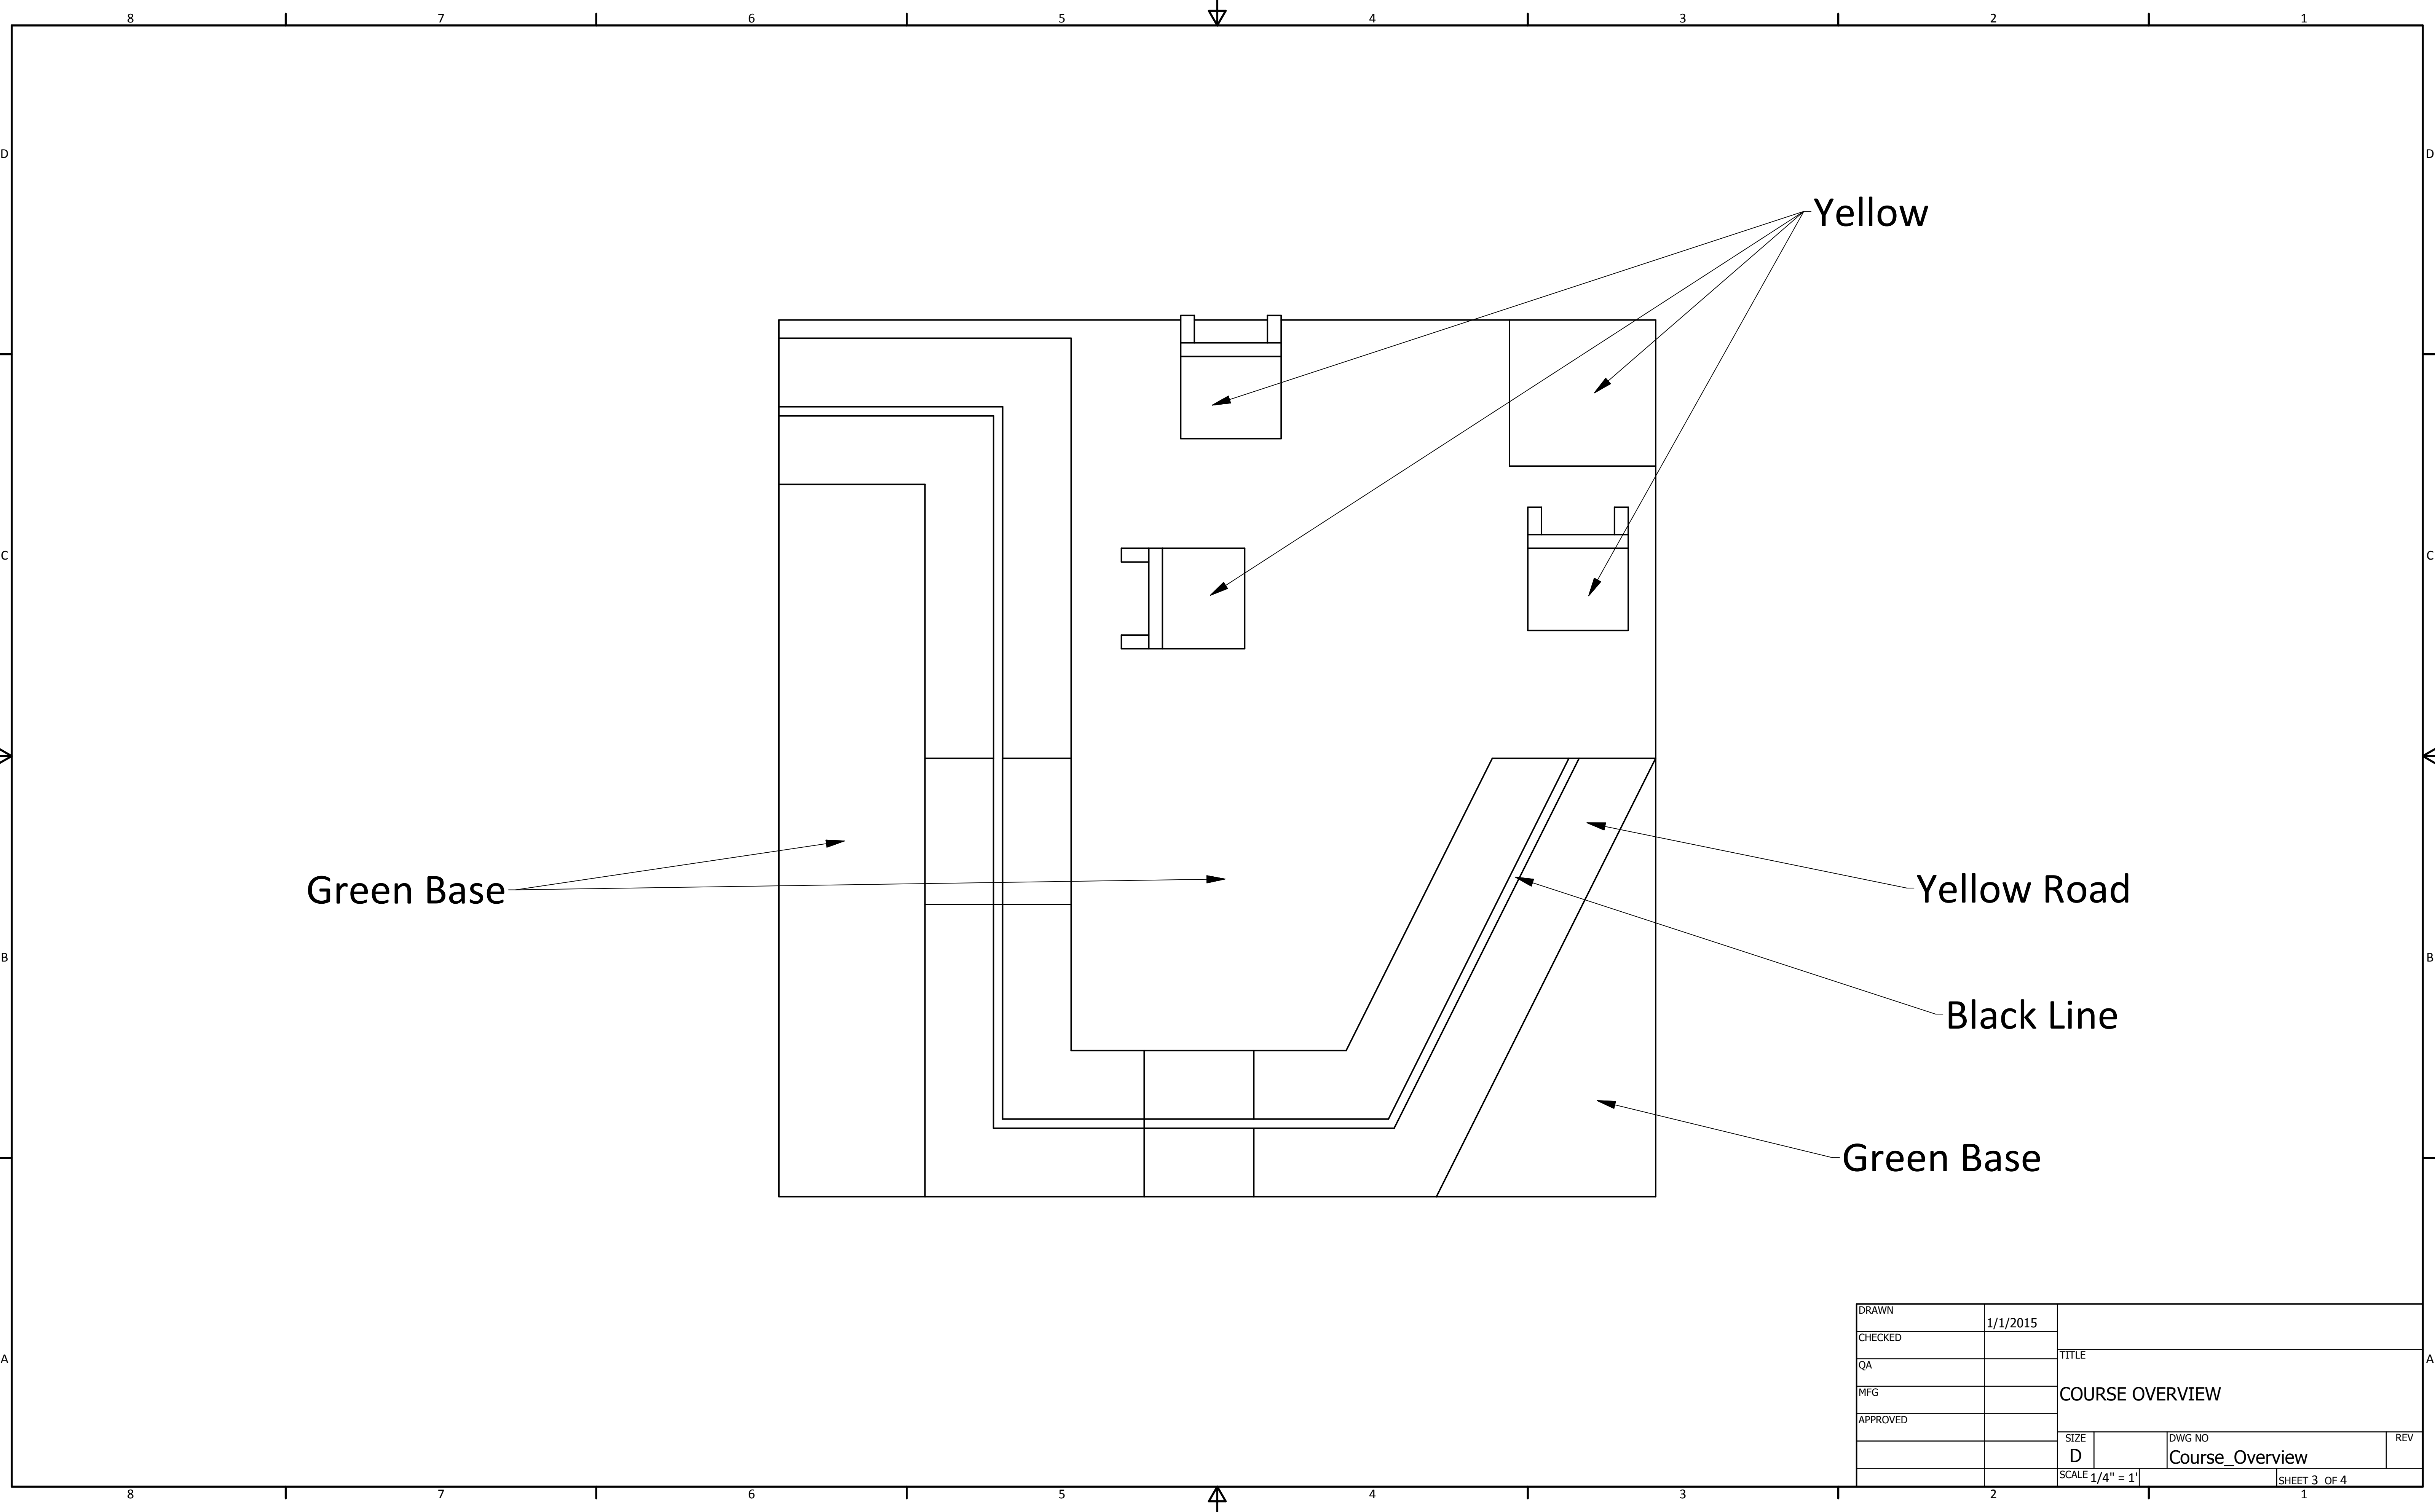 8 7 6 5 4 3 2 1
D D
Yellow
C C
Green Base
Yellow Road
B B
Black Line
Green Base
DRAWN
1/1/2015
CHECKED
QA
MFG
APPROVED
TITLE
COURSE OVERVIEW
SIZE
D
DWG NO
Course_Overview
REV
SCALE 1/4" = 1'
SHEET 3 OF 4
A A
8 7 6 5 4 3 2 1